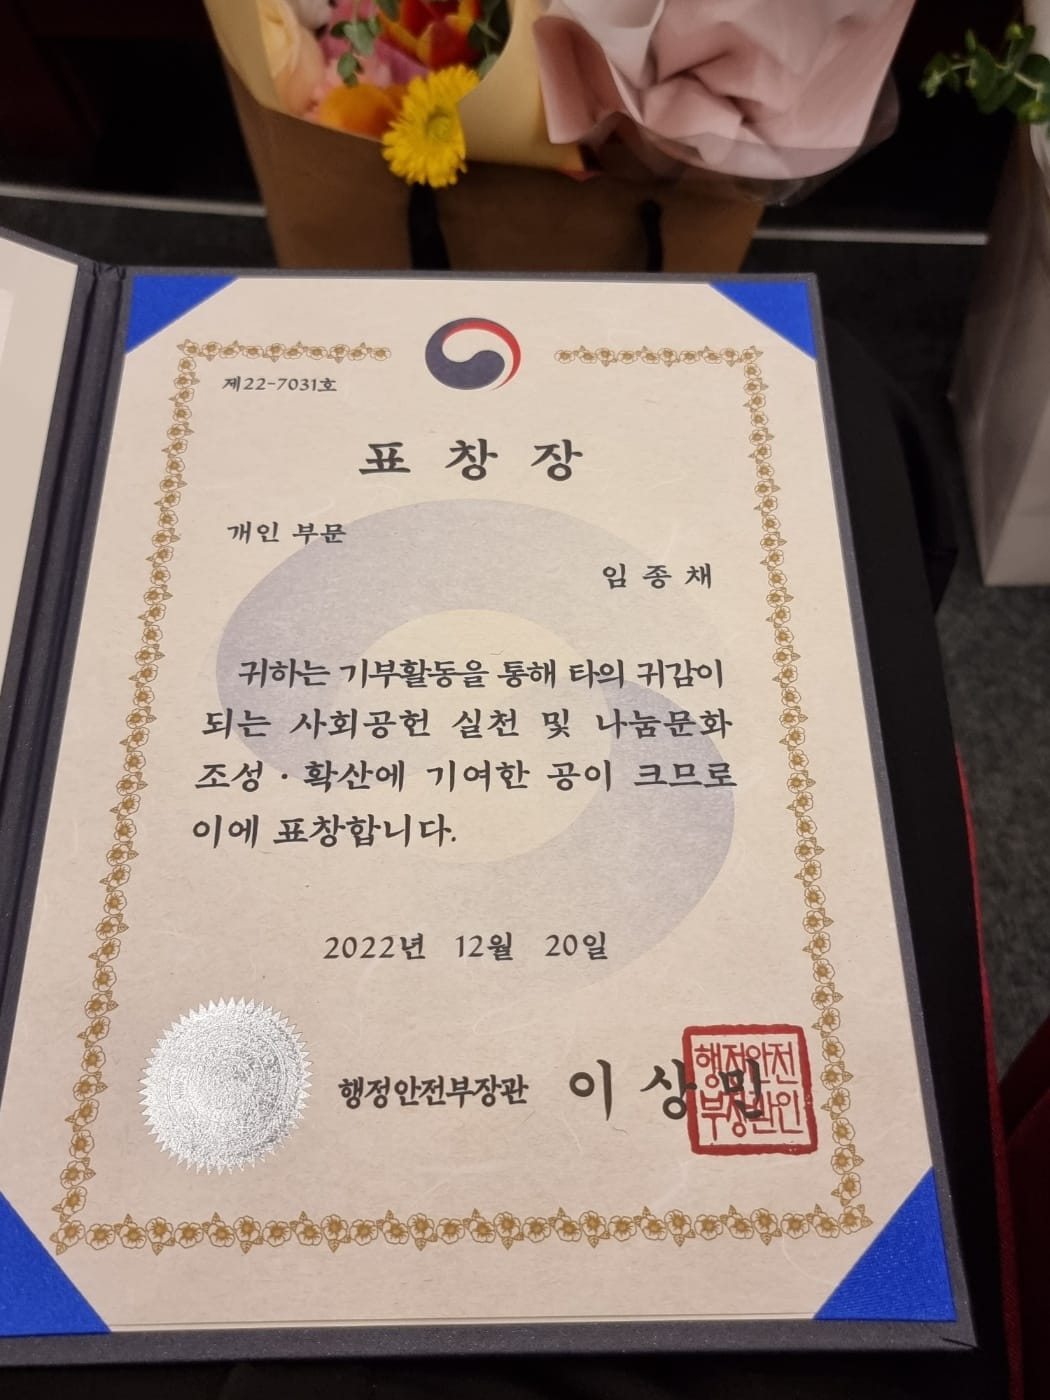 제22-7031호
표 창 장
개인 부문
임 종 채
귀하는 기부활동을 통해 타의 귀감이
되는 사회공헌 실천 및 나눔문화
조성·확산에 기여한 공이 크므로
이에 표창합니다.
2022년 12월 20일
행정안전부장관 이 상 민
행정안전
부장관인